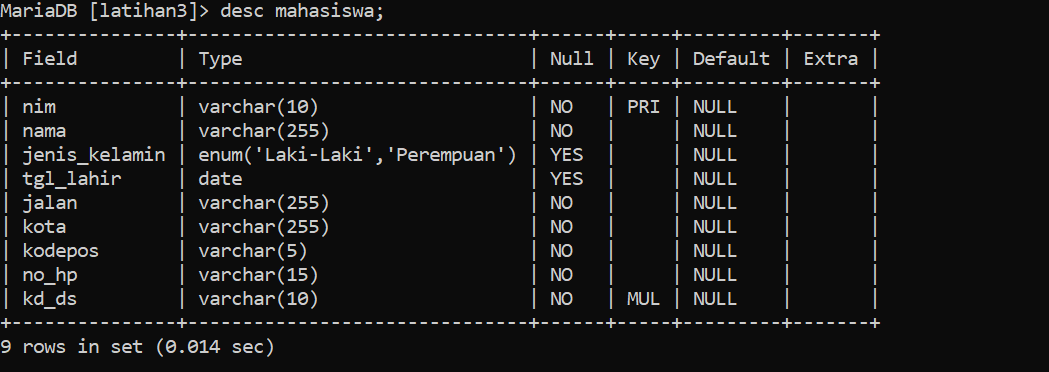 MariaDB [latihan3]> desc mahasiswa;
+---------------+-------------------------------+------+-----+---------+-------+
| Field         | Type                          | Null | Key | Default | Extra |
+---------------+-------------------------------+------+-----+---------+-------+
| nim           | varchar(10)                   | NO   | PRI | NULL    |       |
| nama          | varchar(255)                  | NO   |     | NULL    |       |
| jenis_kelamin | enum('Laki-Laki','Perempuan') | YES  |     | NULL    |       |
| tgl_lahir     | date                          | YES  |     | NULL    |       |
| jalan         | varchar(255)                  | NO   |     | NULL    |       |
| kota          | varchar(255)                  | NO   |     | NULL    |       |
| kodepos       | varchar(5)                    | NO   |     | NULL    |       |
| no_hp         | varchar(15)                   | NO   |     | NULL    |       |
| kd_ds         | varchar(10)                   | NO   | MUL | NULL    |       |
+---------------+-------------------------------+------+-----+---------+-------+
9 rows in set (0.014 sec)